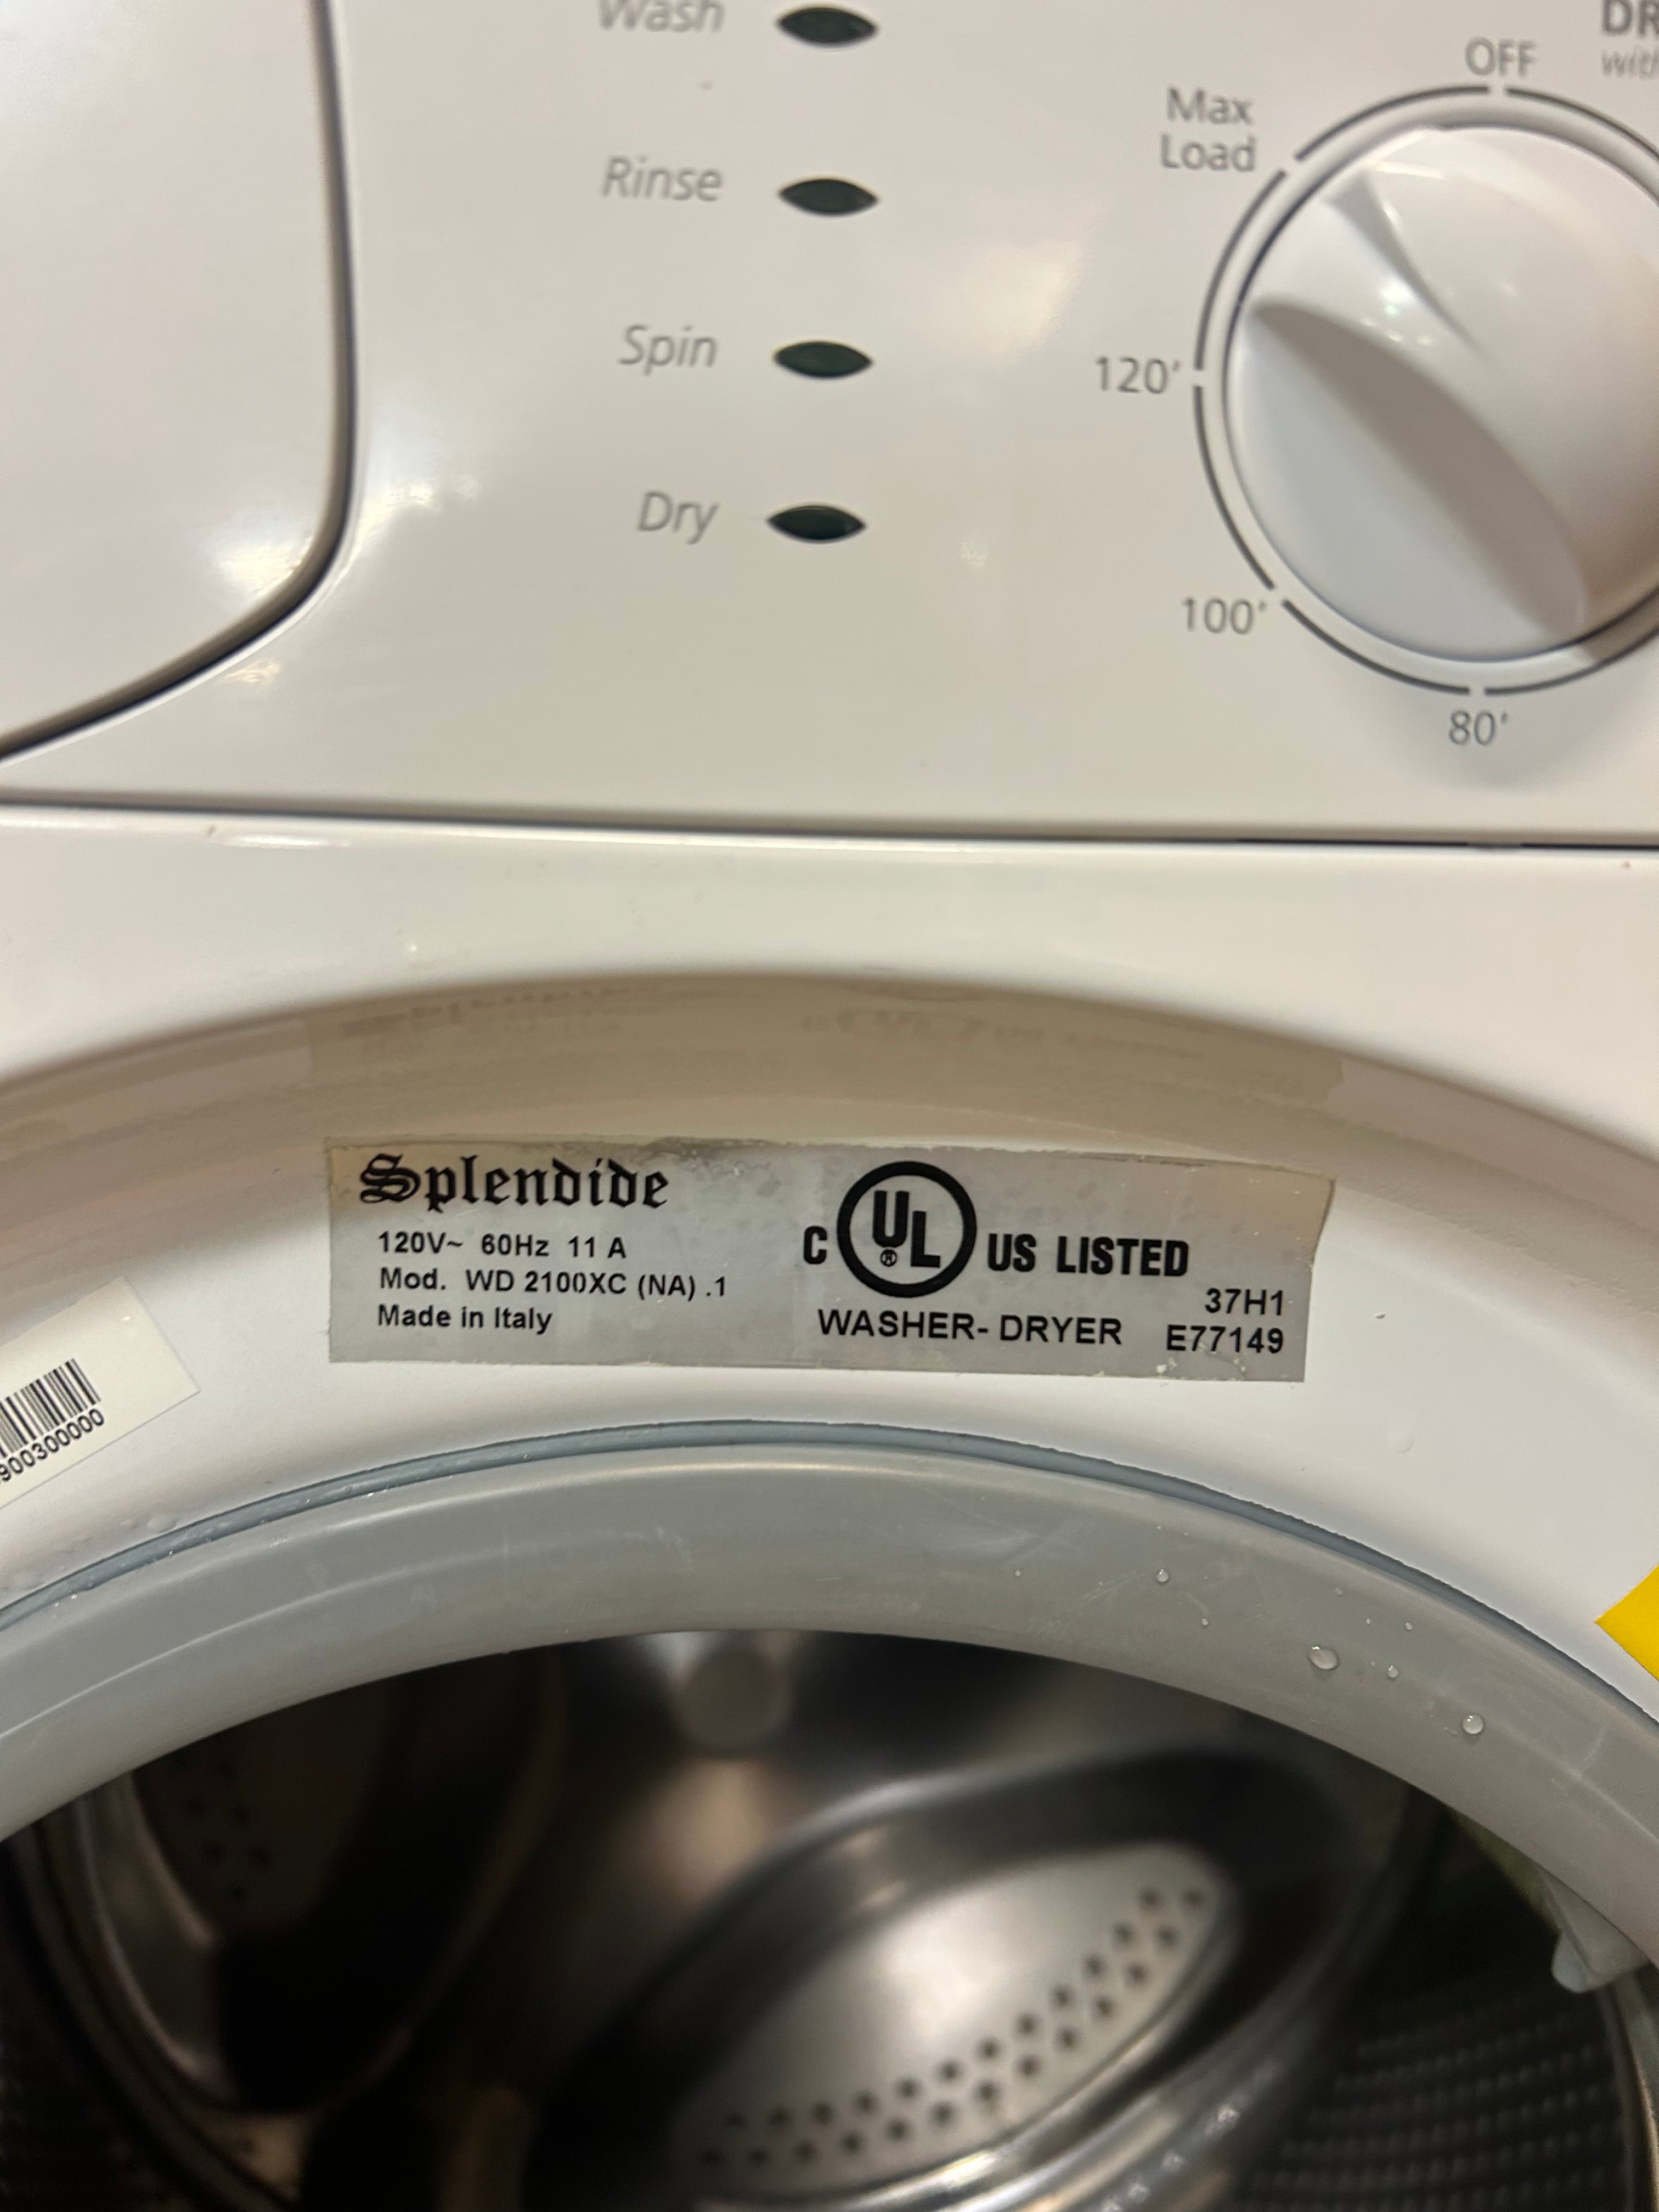 Wash
OFF
Max
Load
Rinse
Spin
120'
Dry
100'
80'
Splendide
120V~ 60Hz 11 A
Mod. WD 2100XC (NA) .1
Made in Italy
C UL® US LISTED
37H1
WASHER- DRYER E77149
900300000